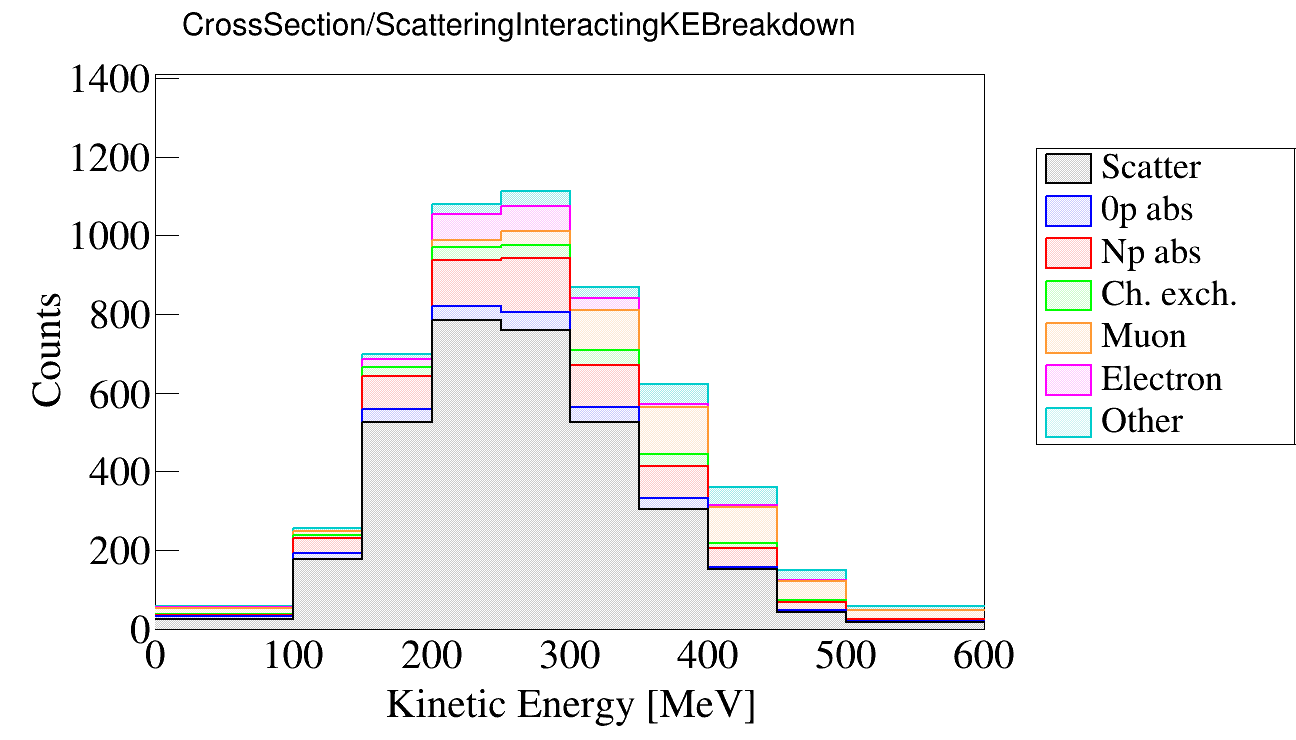 CrossSection/ScatteringInteractingKEBreakdown
1400
1200
1000
800
600
400
200
0
Counts
0 100 200 300 400 500 600
Kinetic Energy [MeV]
Scatter
0p abs
Np abs
Ch. exch.
Muon
Electron
Other